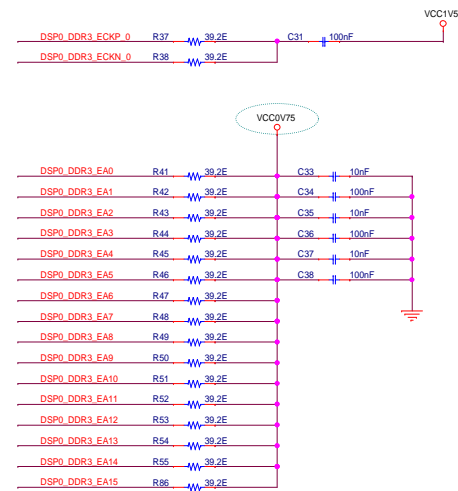 VCC1V5
DSP0_DDR3_ECKP_0 R37 39.2E C31 100nF
DSP0_DDR3_ECKN_0 R38 39.2E
VCC0V75
DSP0_DDR3_EA0 R41 39.2E C33 10nF
DSP0_DDR3_EA1 R42 39.2E C34 100nF
DSP0_DDR3_EA2 R43 39.2E C35 10nF
DSP0_DDR3_EA3 R44 39.2E C36 100nF
DSP0_DDR3_EA4 R45 39.2E C37 10nF
DSP0_DDR3_EA5 R46 39.2E C38 100nF
DSP0_DDR3_EA6 R47 39.2E
DSP0_DDR3_EA7 R48 39.2E
DSP0_DDR3_EA8 R49 39.2E
DSP0_DDR3_EA9 R50 39.2E
DSP0_DDR3_EA10 R51 39.2E
DSP0_DDR3_EA11 R52 39.2E
DSP0_DDR3_EA12 R53 39.2E
DSP0_DDR3_EA13 R54 39.2E
DSP0_DDR3_EA14 R55 39.2E
DSP0_DDR3_EA15 R86 39.2E